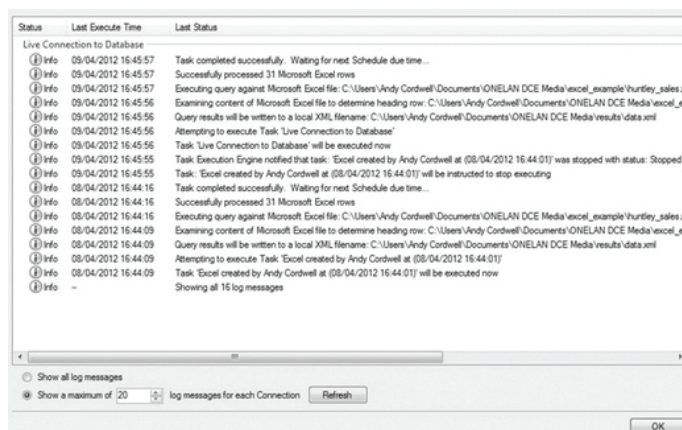 Status Last Execute Time Last Status
Live Connection to Database
Info 09/04/2012 16:45:57 Task completed successfully. Waiting for next Schedule due time...
Info 09/04/2012 16:45:57 Successfully processed 31 Microsoft Excel rows
Info 09/04/2012 16:45:57 Executing query against Microsoft Excel file: C:\Users\Andy Cordwell\Documents\ONELAN DCE Media\excel_example\huntley_sales.
Info 09/04/2012 16:45:56 Examining content of Microsoft Excel file to determine heading row: C:\Users\Andy Cordwell\Documents\ONELAN DCE Media\excel_e
Info 09/04/2012 16:45:56 Query results will be written to a local XML filename: C:\Users\Andy Cordwell\Documents\ONELAN DCE Media\results\data.xml
Info 09/04/2012 16:45:56 Attempting to execute Task 'Live Connection to Database'
Info 09/04/2012 16:45:56 Task 'Live Connection to Database' will be executed now
Info 09/04/2012 16:45:55 Task Execution Engine notified that task: 'Excel created by Andy Cordwell at (08/04/2012 16:44:01)' was stopped with status: Stopped
Info 09/04/2012 16:45:55 Task: 'Excel created by Andy Cordwell at (08/04/2012 16:44:01)' will be instructed to stop executing
Info 08/04/2012 16:44:16 Task completed successfully. Waiting for next Schedule due time...
Info 08/04/2012 16:44:16 Successfully processed 31 Microsoft Excel rows
Info 08/04/2012 16:44:16 Executing query against Microsoft Excel file: C:\Users\Andy Cordwell\Documents\ONELAN DCE Media\excel_example\huntley_sales.
Info 08/04/2012 16:44:09 Examining content of Microsoft Excel file to determine heading row: C:\Users\Andy Cordwell\Documents\ONELAN DCE Media\excel_e
Info 08/04/2012 16:44:09 Query results will be written to a local XML filename: C:\Users\Andy Cordwell\Documents\ONELAN DCE Media\results\data.xml
Info 08/04/2012 16:44:09 Attempting to execute Task 'Excel created by Andy Cordwell at (08/04/2012 16:44:01)'
Info 08/04/2012 16:44:09 Task 'Excel created by Andy Cordwell at (08/04/2012 16:44:01)' will be executed now
Info – Showing all 16 log messages
Show all log messages
Show a maximum of 20 log messages for each Connection Refresh
OK